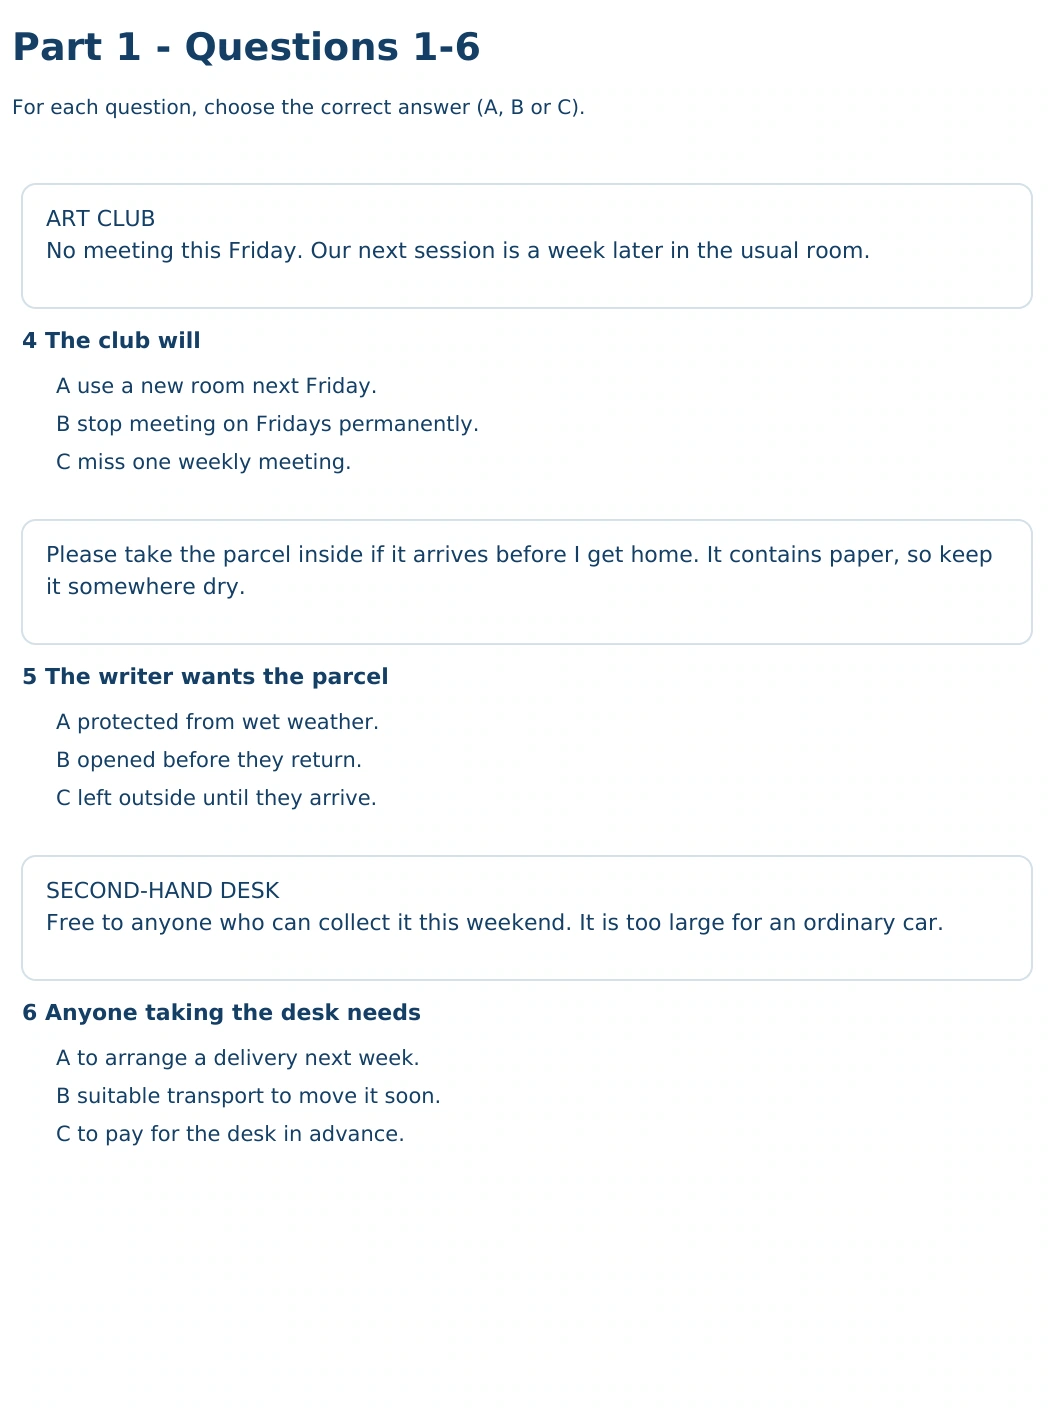 Part 1 - Questions 1-6
For each question, choose the correct answer (A, B or C).
ART CLUB
No meeting this Friday. Our next session is a week later in the usual room.
4 The club will
A use a new room next Friday.
B stop meeting on Fridays permanently.
C miss one weekly meeting.
Please take the parcel inside if it arrives before I get home. It contains paper, so keep
it somewhere dry.
5 The writer wants the parcel
A protected from wet weather.
B opened before they return.
C left outside until they arrive.
SECOND-HAND DESK
Free to anyone who can collect it this weekend. It is too large for an ordinary car.
6 Anyone taking the desk needs
A to arrange a delivery next week.
B suitable transport to move it soon.
C to pay for the desk in advance.